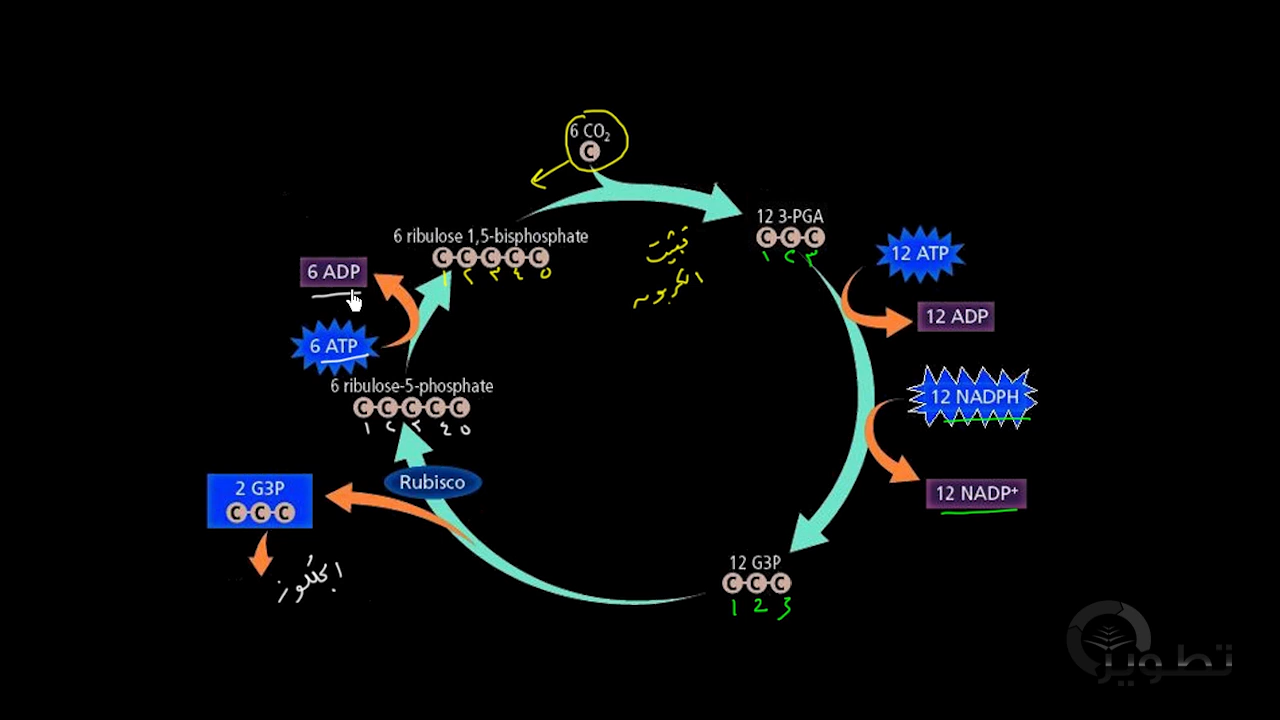 6 CO₂
C
6 ribulose 1,5-bisphosphate
C C C C C
١ ٢ ٣ ٤ ٥
12 3-PGA
C C C
١ ٢ ٣
تثبيت
الكربون
12 ATP
12 ADP
12 NADPH
12 NADP⁺
12 G3P
C C C
1 2 3
Rubisco
2 G3P
C C C
الجلكوز
6 ribulose-5-phosphate
C C C C C
١ ٢ ٣ ٤ ٥
6 ATP
6 ADP
تطوير